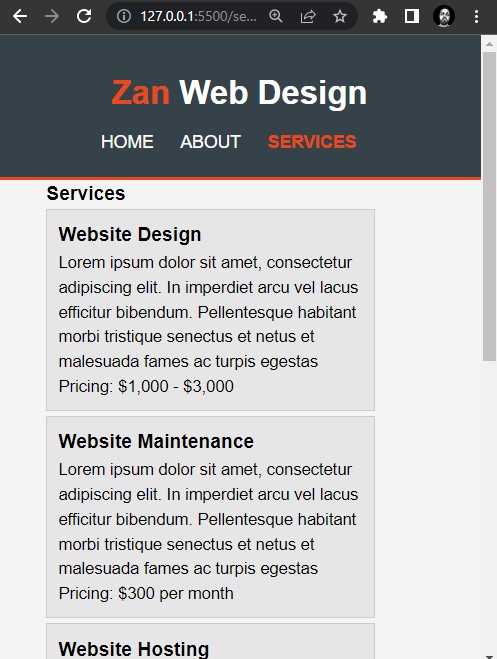 127.0.0.1:5500/se...
Zan Web Design
HOME ABOUT SERVICES
Services
Website Design
Lorem ipsum dolor sit amet, consectetur
adipiscing elit. In imperdiet arcu vel lacus
efficitur bibendum. Pellentesque habitant
morbi tristique senectus et netus et
malesuada fames ac turpis egestas
Pricing: $1,000 - $3,000
Website Maintenance
Lorem ipsum dolor sit amet, consectetur
adipiscing elit. In imperdiet arcu vel lacus
efficitur bibendum. Pellentesque habitant
morbi tristique senectus et netus et
malesuada fames ac turpis egestas
Pricing: $300 per month
Website Hosting